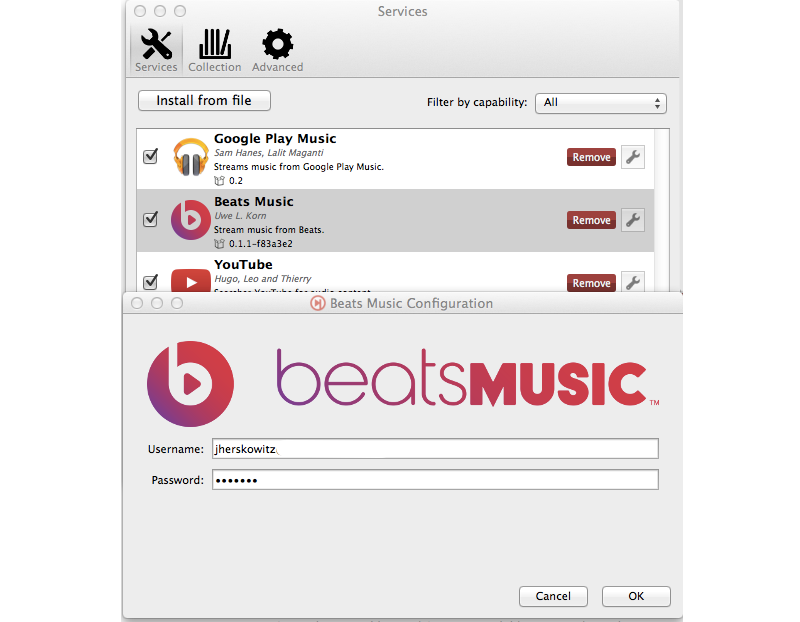 Services
Services Collection Advanced
Install from file
Filter by capability: All
Google Play Music
Sam Hanes, Lalit Maganti
Streams music from Google Play Music.
0.2
Remove
Beats Music
Uwe L. Korn
Stream music from Beats.
0.1.1-f83a3e2
Remove
YouTube
Hugo, Leo and Thierry
Remove
Beats Music Configuration
b beatsMUSIC™
Username: jherskowitz
Password: •••••••
Cancel OK